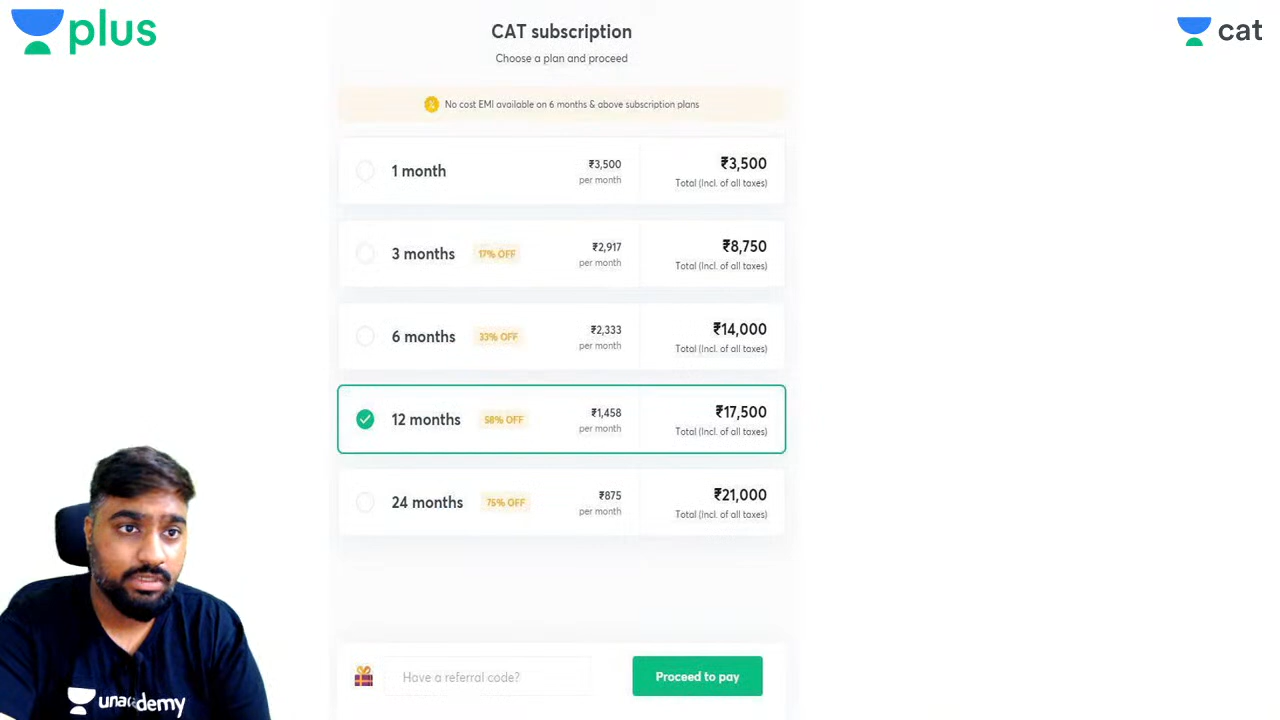 plus
cat
CAT subscription
Choose a plan and proceed
No cost EMI available on 6 months & above subscription plans
1 month
₹3,500
per month
₹3,500
Total (Incl. of all taxes)
3 months
17% OFF
₹2,917
per month
₹8,750
Total (Incl. of all taxes)
6 months
33% OFF
₹2,333
per month
₹14,000
Total (Incl. of all taxes)
12 months
58% OFF
₹1,458
per month
₹17,500
Total (Incl. of all taxes)
24 months
75% OFF
₹875
per month
₹21,000
Total (Incl. of all taxes)
Have a referral code?
Proceed to pay
unacademy